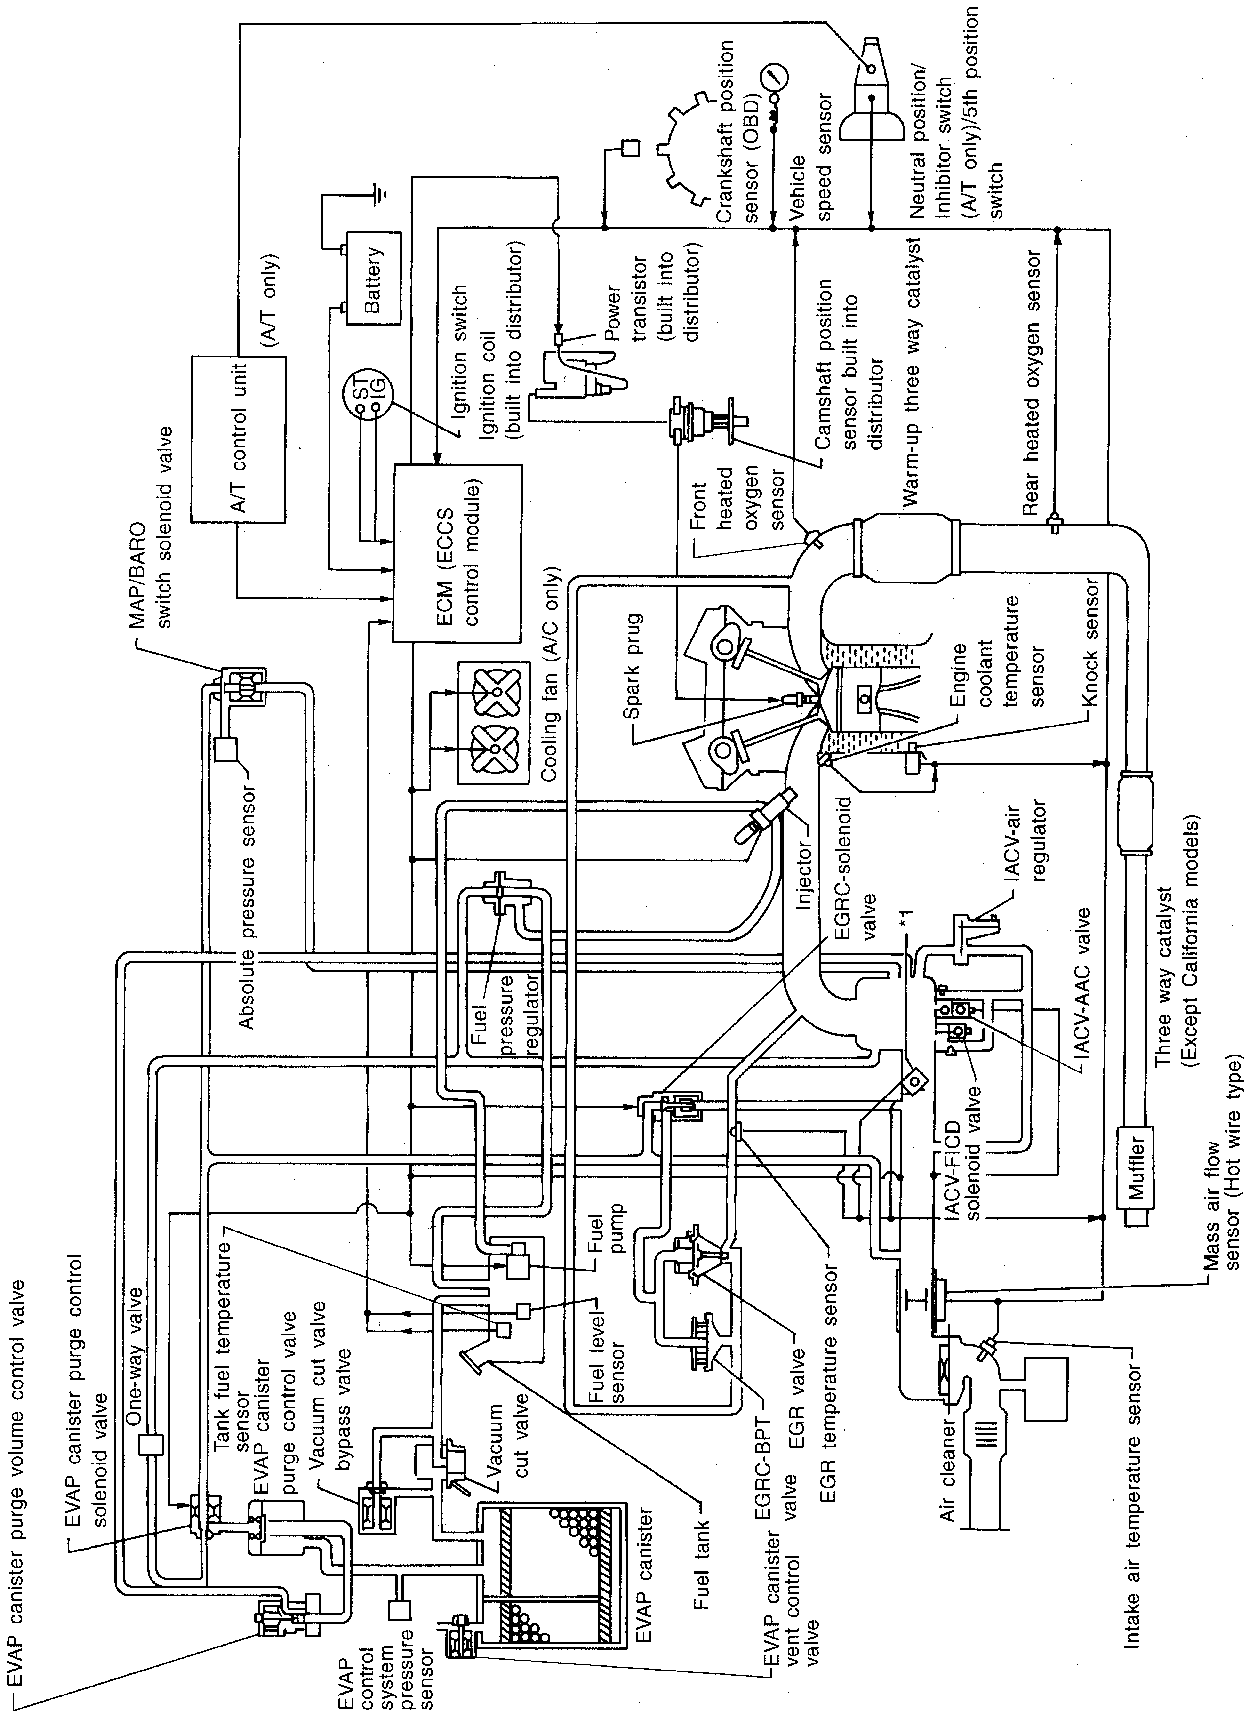 EVAP canister purge volume control valve
EVAP canister purge control
solenoid valve
One-way valve
Tank fuel temperature
sensor
EVAP canister
purge control valve
Vacuum cut valve
bypass valve
EVAP
control
system
pressure
sensor
Vacuum
cut valve
EVAP canister
Fuel tank
EVAP canister
vent control
valve
EGRC-BPT
valve
EGR valve
EGR temperature sensor
Air cleaner
Intake air temperature sensor
Fuel level
sensor
Fuel
pump
Mass air flow
sensor (Hot wire type)
Muffler
IACV-FICD
solenoid valve
IACV-AAC valve
Three way catalyst
(Except California models)
IACV-air
regulator
*1
EGRC-solenoid
valve
Injector
Fuel
pressure
regulator
Absolute pressure sensor
MAP/BARO
switch solenoid valve
A/T control unit
(A/T only)
Battery
ST
IG
Ignition switch
Ignition coil
(built into distributor)
ECM (ECCS
control module)
Cooling fan (A/C only)
Spark prug
Engine
coolant
temperature
sensor
Knock sensor
Front
heated
oxygen
sensor
Camshaft position
sensor built into
distributor
Power
transistor
(built into
distributor)
Warm-up three way catalyst
Rear heated oxygen sensor
Crankshaft position
sensor (OBD)
Vehicle
speed sensor
Neutral position/
Inhibitor switch
(A/T only)/5th position
switch